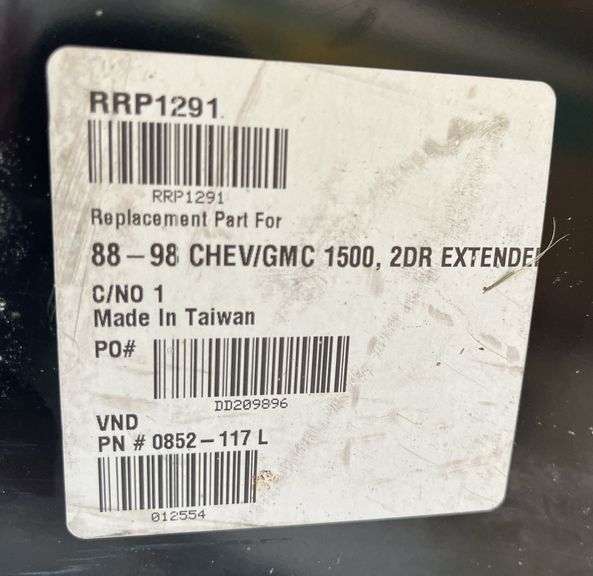 RRP1291
RRP1291
Replacement Part For
88-98 CHEV/GMC 1500, 2DR EXTENDE
C/NO 1
Made In Taiwan
PO#
DD209896
VND
PN # 0852-117 L
012554